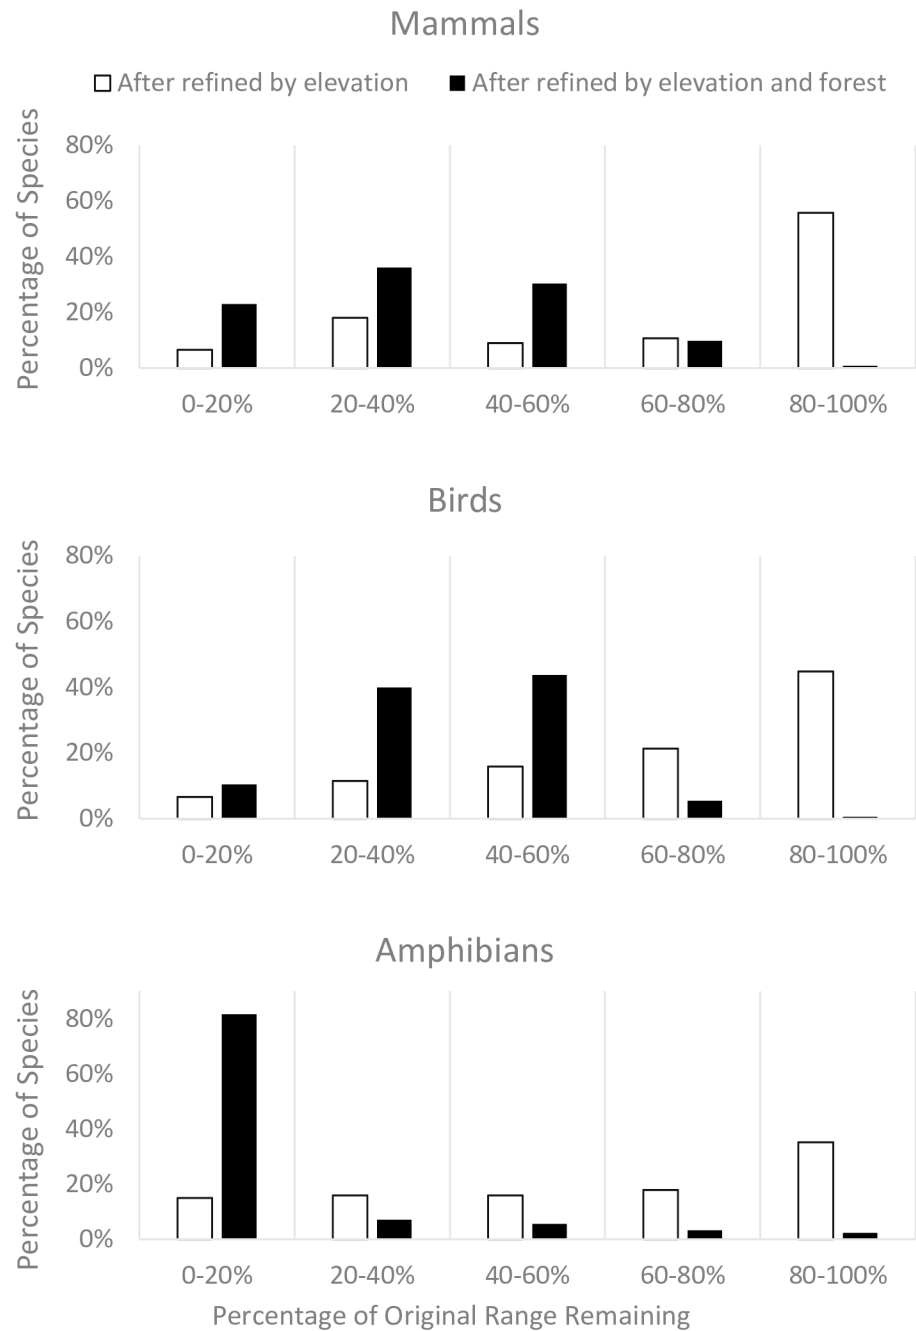 Mammals
After refined by elevation After refined by elevation and forest
Percentage of Species
80%
60%
40%
20%
0%
0-20% 20-40% 40-60% 60-80% 80-100%
Birds
Percentage of Species
80%
60%
40%
20%
0%
0-20% 20-40% 40-60% 60-80% 80-100%
Amphibians
Percentage of Species
80%
60%
40%
20%
0%
0-20% 20-40% 40-60% 60-80% 80-100%
Percentage of Original Range Remaining